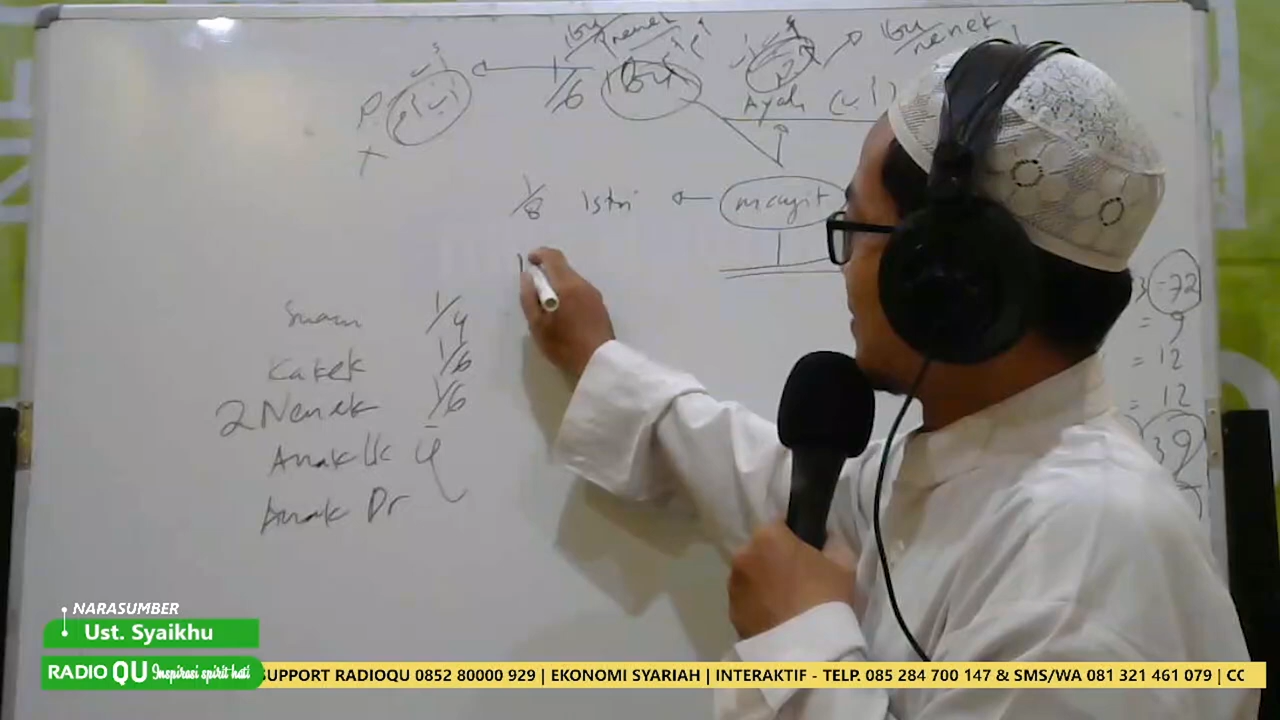 ibu
nenek
ibu
nenek
1/6
ibu
Ayah
1/8 istri
mayit
Suami 1/4
Kakek 1/6
2 Nenek 1/6
Anak Lk
Anak Pr
-72
= 9
= 12
= 12
39
NARASUMBER
Ust. Syaikhu
RADIO QU Inspirasi spirit hati
SUPPORT RADIOQU 0852 80000 929 | EKONOMI SYARIAH | INTERAKTIF - TELP. 085 284 700 147 & SMS/WA 081 321 461 079 |